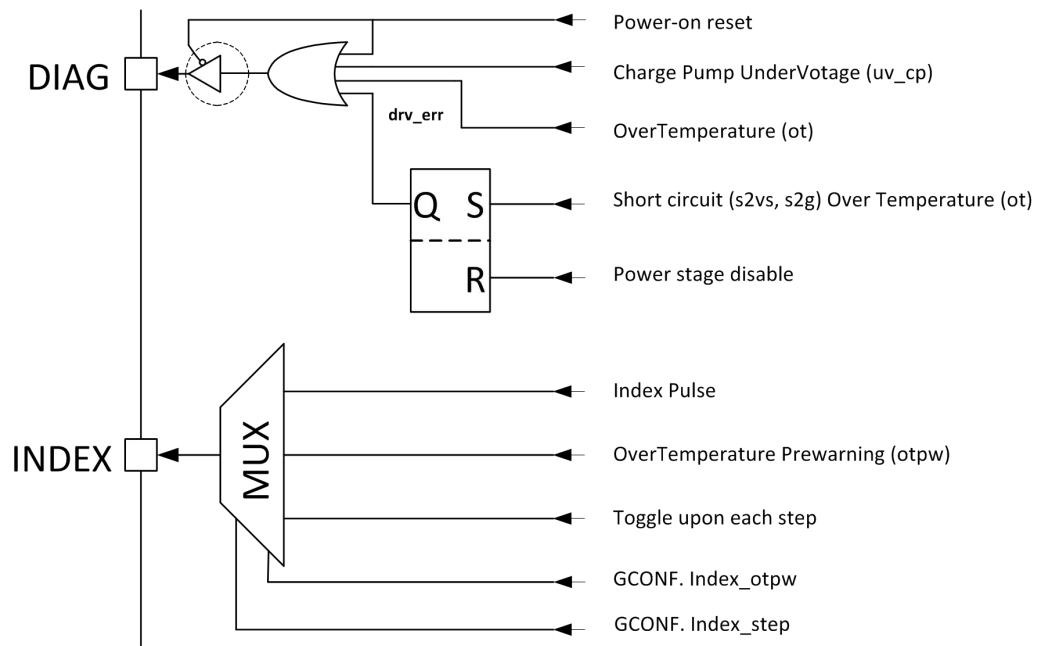 Power-on reset
DIAG
Charge Pump UnderVotage (uv_cp)
drv_err
OverTemperature (ot)
Q S
Short circuit (s2vs, s2g) Over Temperature (ot)
R
Power stage disable
Index Pulse
INDEX
MUX
OverTemperature Prewarning (otpw)
Toggle upon each step
GCONF. Index_otpw
GCONF. Index_step